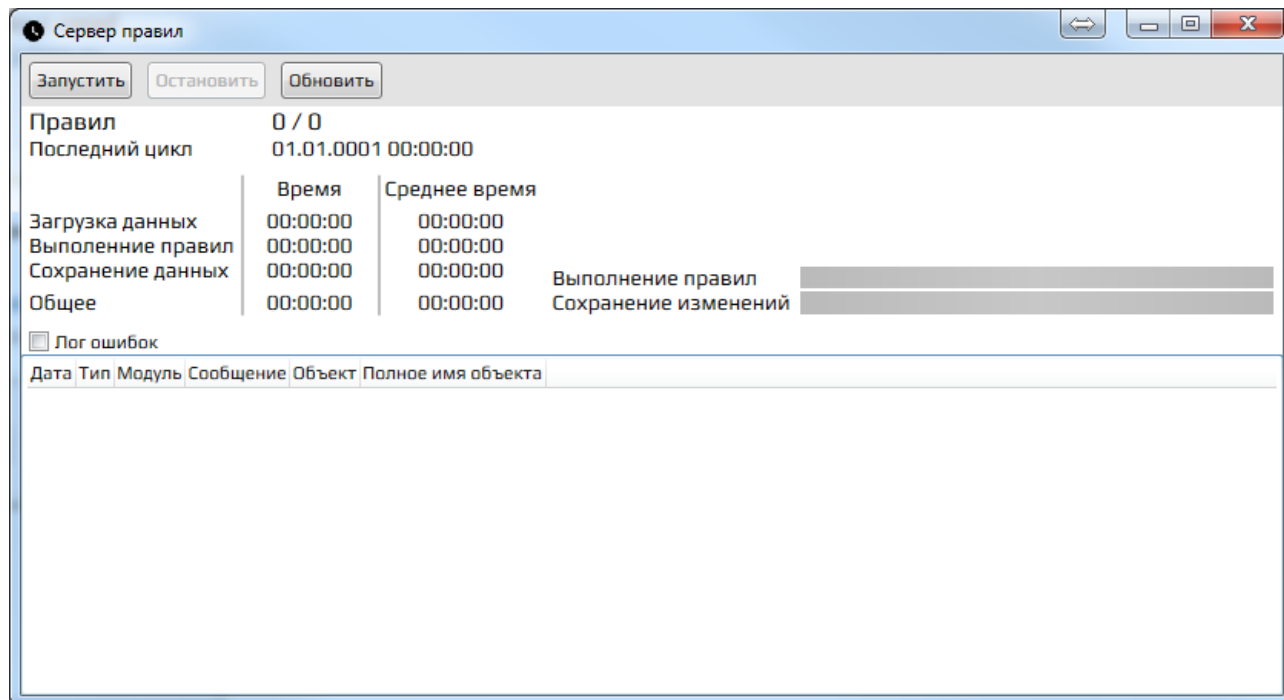 Сервер правил
Запустить Остановить Обновить
Правил 0 / 0
Последний цикл 01.01.0001 00:00:00
Время Среднее время
Загрузка данных 00:00:00 00:00:00
Выполенние правил 00:00:00 00:00:00
Сохранение данных 00:00:00 00:00:00
Выполнение правил
Общее 00:00:00 00:00:00 Сохранение изменений
Лог ошибок
Дата Тип Модуль Сообщение Объект Полное имя объекта